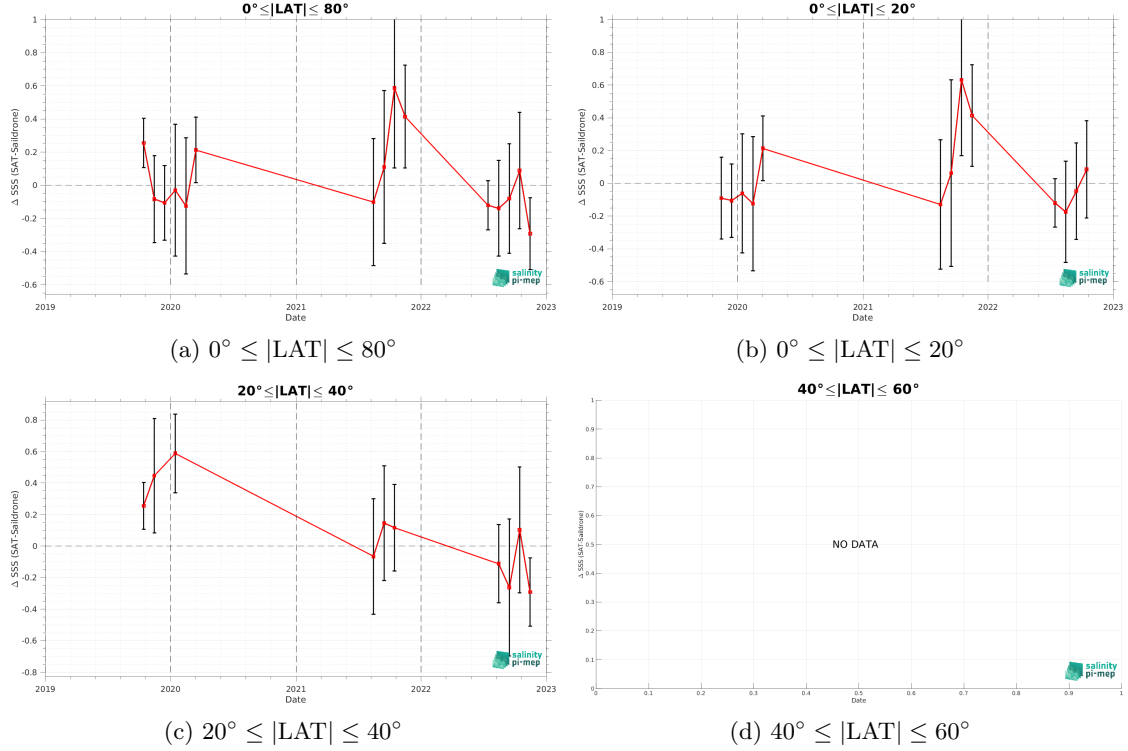 0°≤|LAT|≤ 80°
Δ SSS (SAT-Saildrone)
1
0.8
0.6
0.4
0.2
0
-0.2
-0.4
-0.6
2019
2020
2021
2022
2023
Date
salinity
pi-mep
(a) 0° ≤ |LAT| ≤ 80°
0°≤|LAT|≤ 20°
Δ SSS (SAT-Saildrone)
1
0.8
0.6
0.4
0.2
0
-0.2
-0.4
-0.6
2019
2020
2021
2022
2023
Date
salinity
pi-mep
(b) 0° ≤ |LAT| ≤ 20°
20°≤|LAT|≤ 40°
Δ SSS (SAT-Saildrone)
0.8
0.6
0.4
0.2
0
-0.2
-0.4
-0.6
-0.8
2019
2020
2021
2022
2023
Date
salinity
pi-mep
(c) 20° ≤ |LAT| ≤ 40°
40°≤|LAT|≤ 60°
Δ SSS (SAT-Saildrone)
1
0.9
0.8
0.7
0.6
0.5
0.4
0.3
0.2
0.1
0
NO DATA
0
0.1
0.2
0.3
0.4
0.5
0.6
0.7
0.8
0.9
1
Date
salinity
pi-mep
(d) 40° ≤ |LAT| ≤ 60°